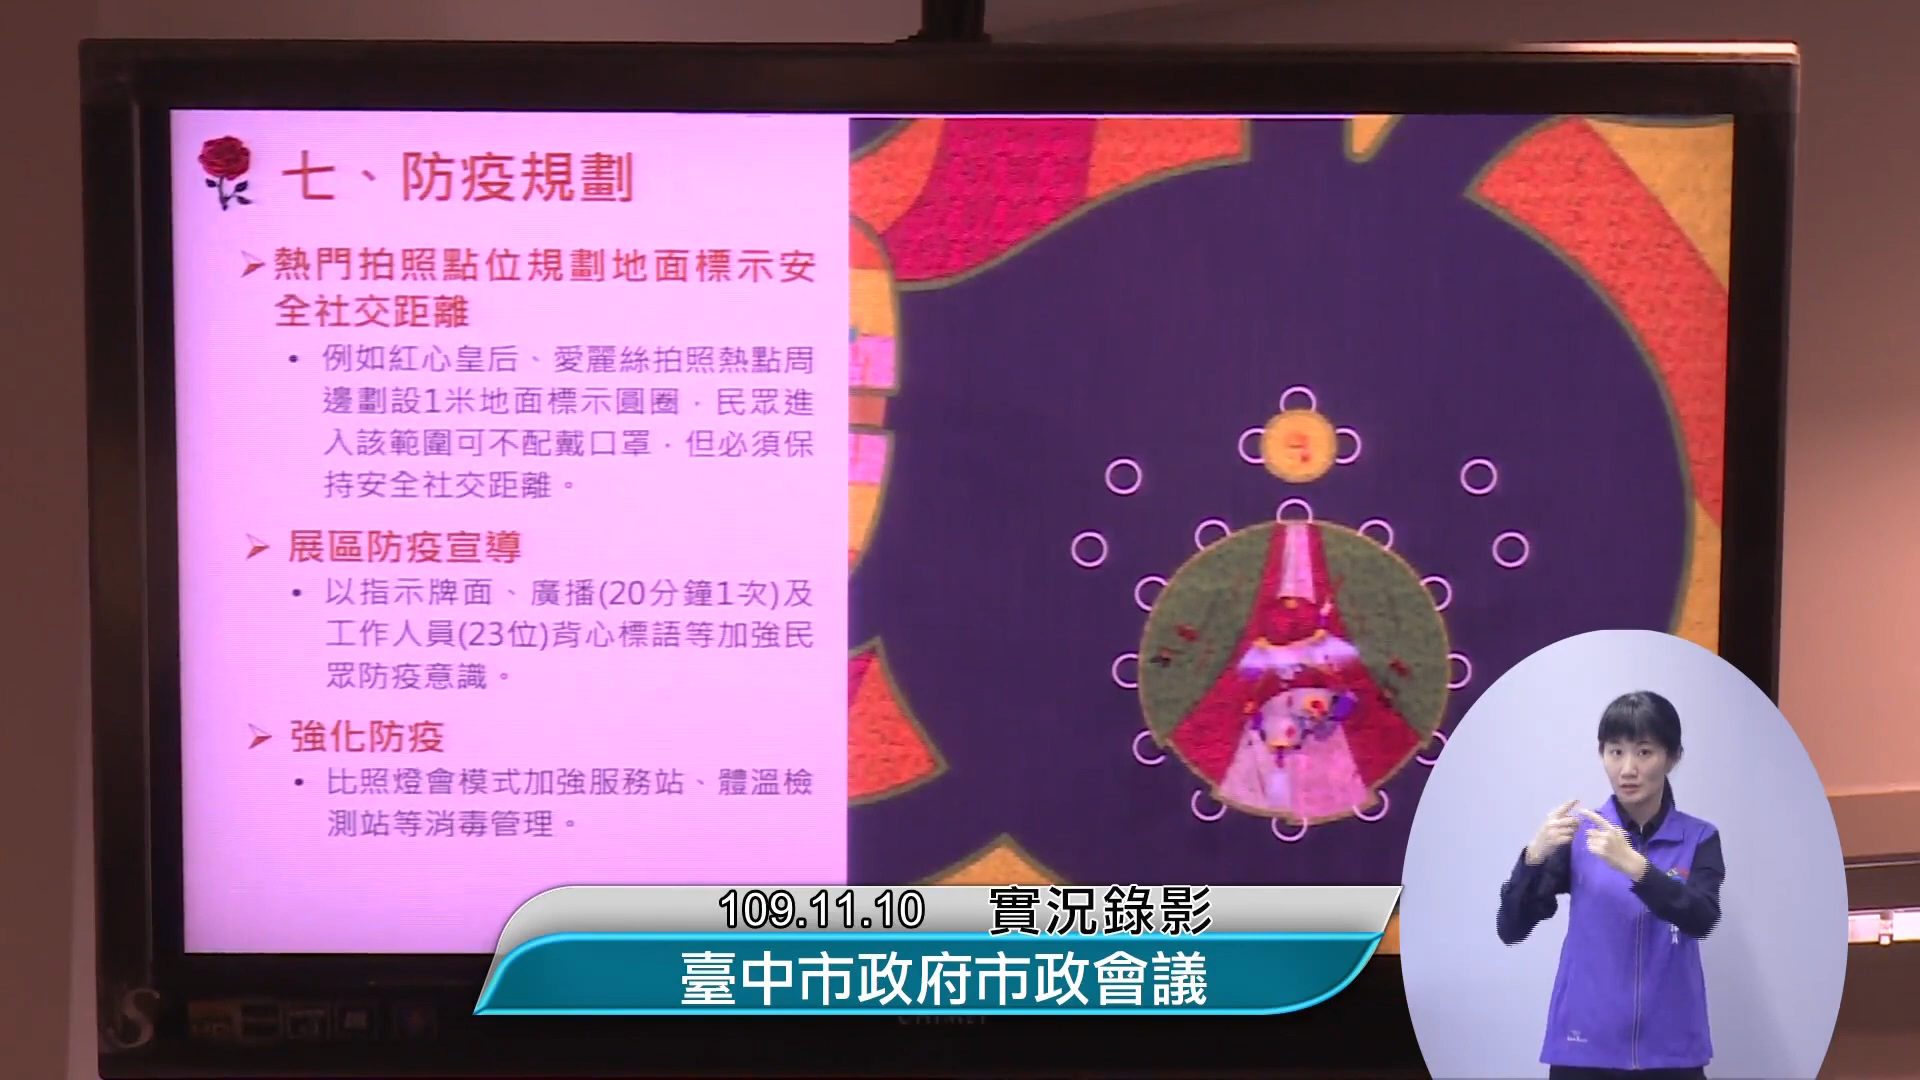 七、防疫規劃
熱門拍照點位規劃地面標示安
全社交距離
• 例如紅心皇后、愛麗絲拍照熱點周
邊劃設1米地面標示圓圈，民眾進
入該範圍可不配戴口罩，但必須保
持安全社交距離。
展區防疫宣導
• 以指示牌面、廣播(20分鐘1次)及
工作人員(23位)背心標語等加強民
眾防疫意識。
強化防疫
• 比照燈會模式加強服務站、體溫檢
測站等消毒管理。
109.11.10 實況錄影
臺中市政府市政會議